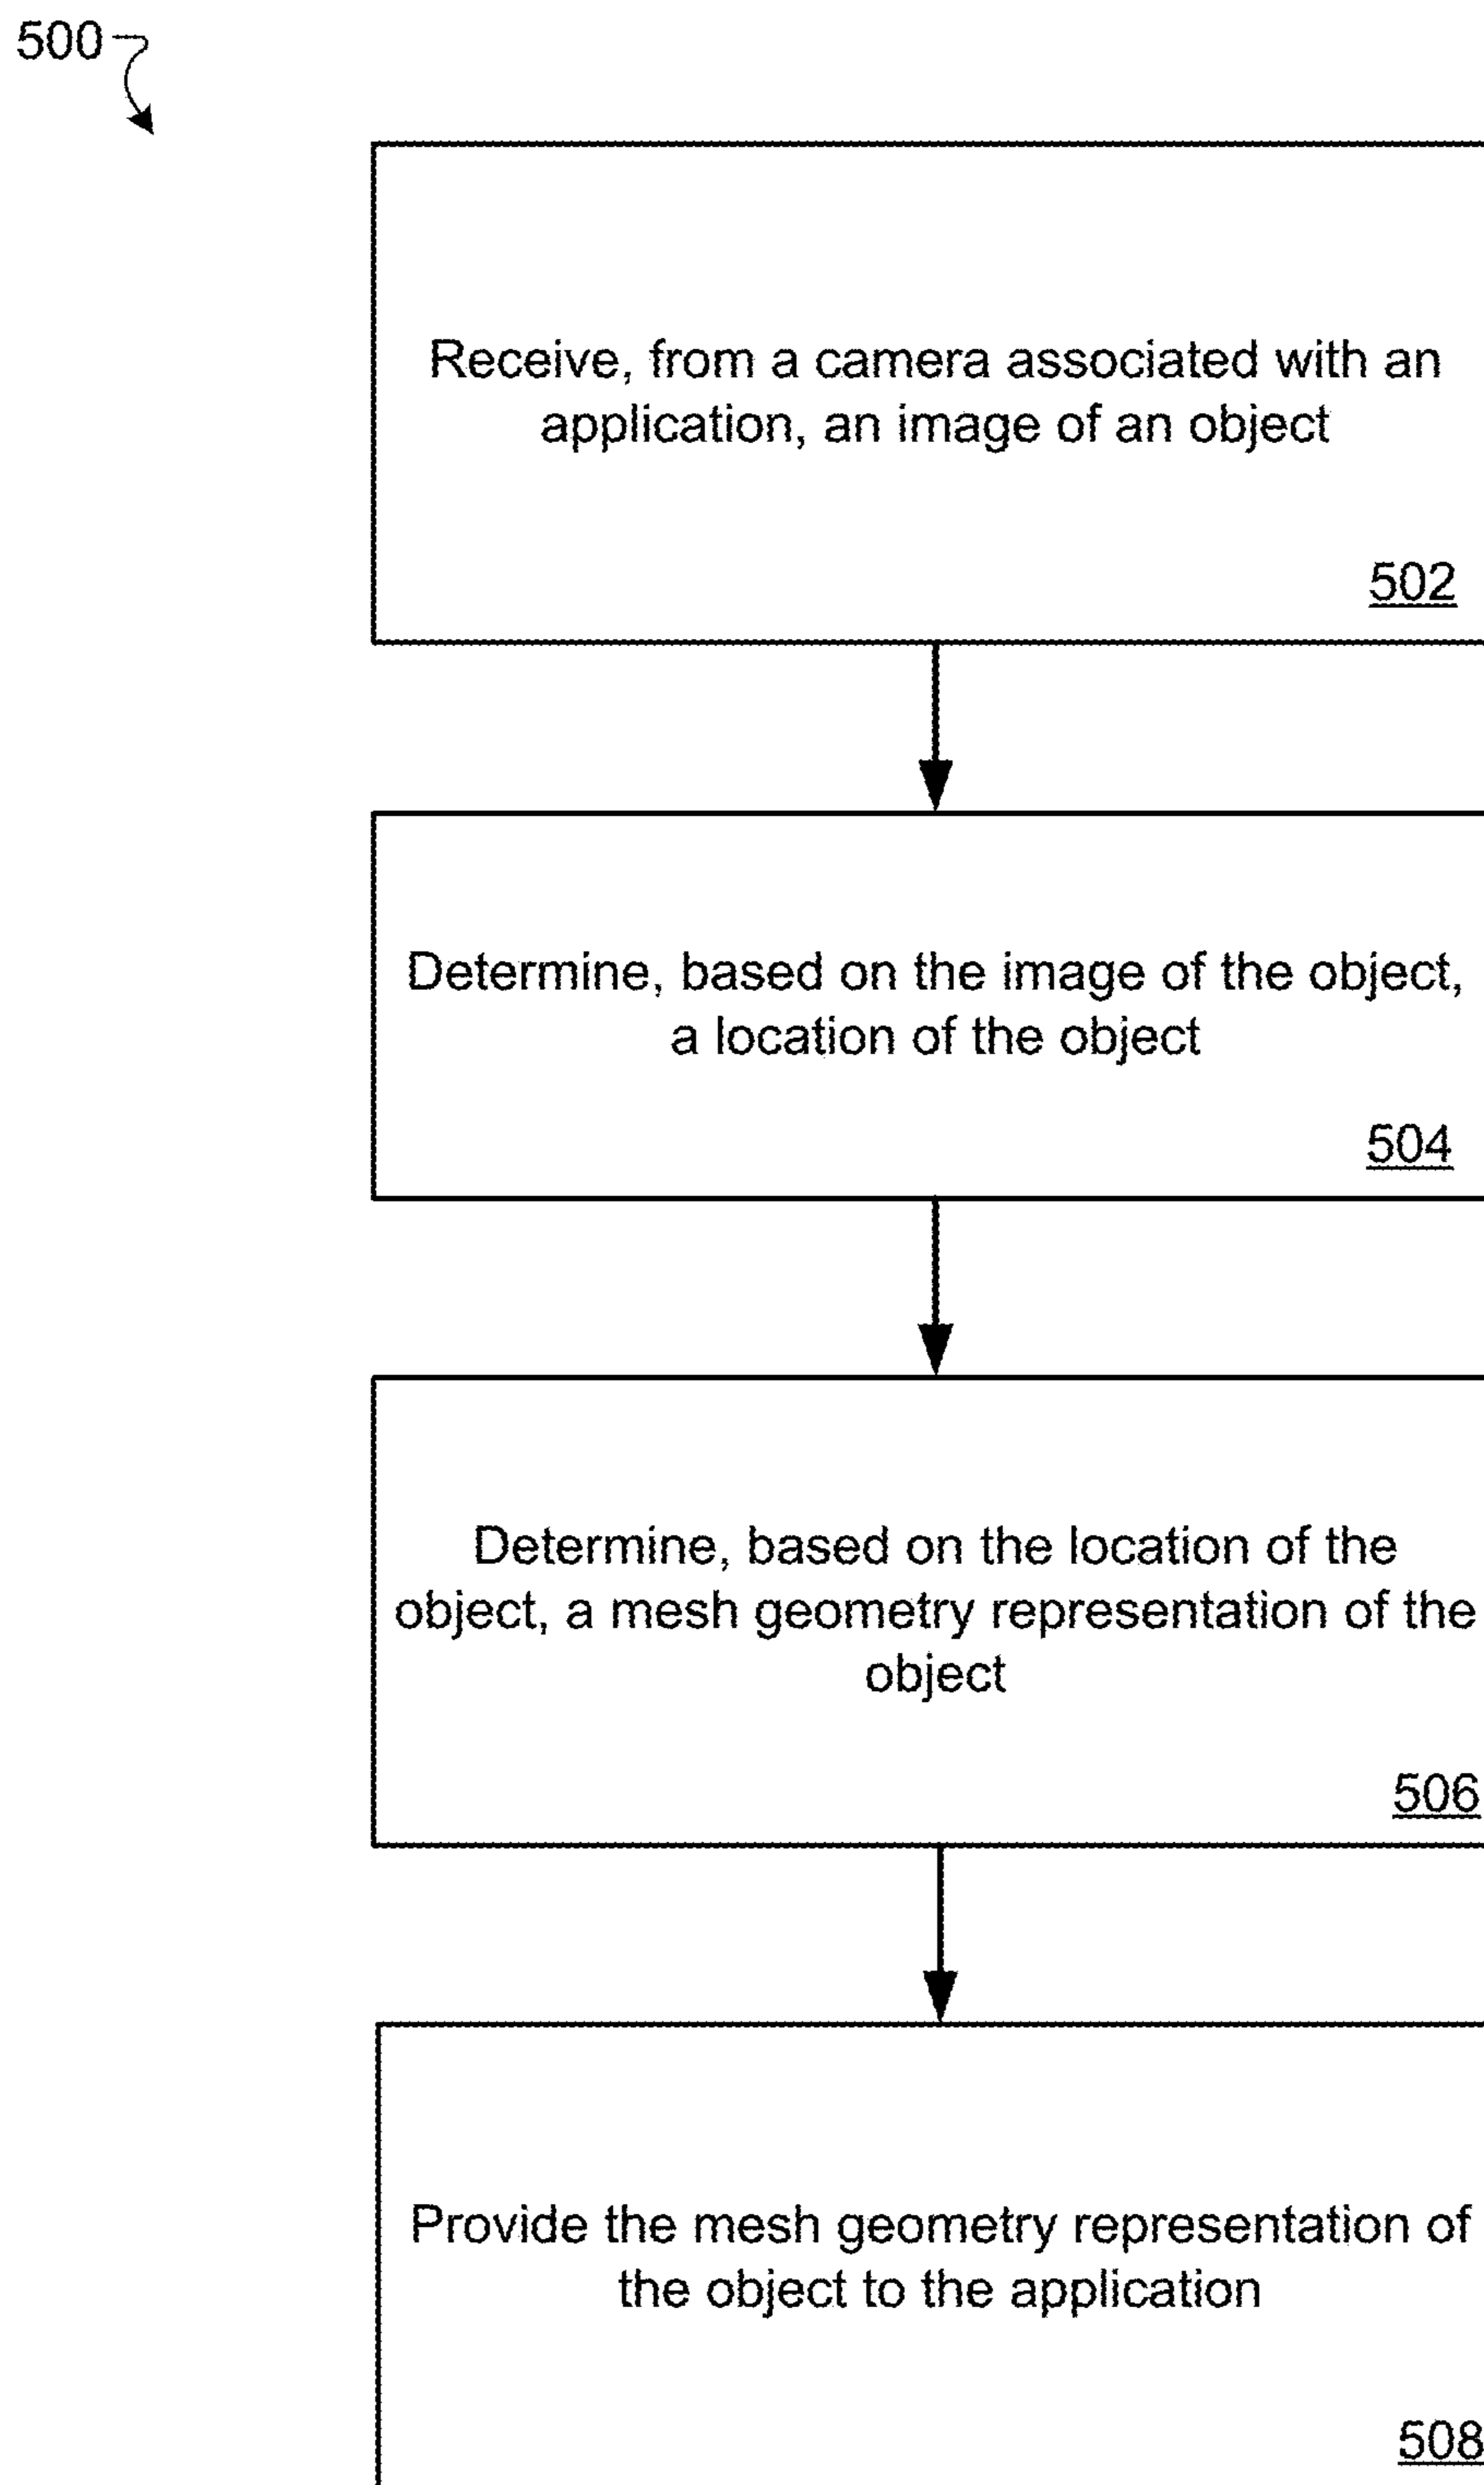 500
Receive, from a camera associated with an
application, an image of an object
502
Determine, based on the image of the object,
a location of the object
504
Determine, based on the location of the
object, a mesh geometry representation of the
object
506
Provide the mesh geometry representation of
the object to the application
508